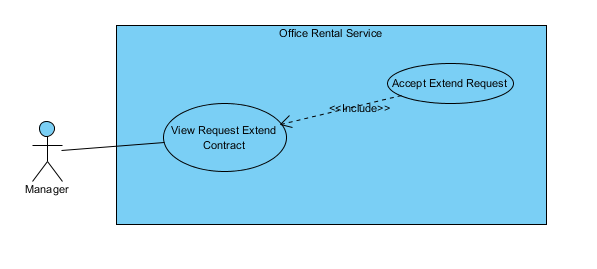 Office Rental Service
Accept Extend Request
<<Include>>
View Request Extend
Contract
Manager